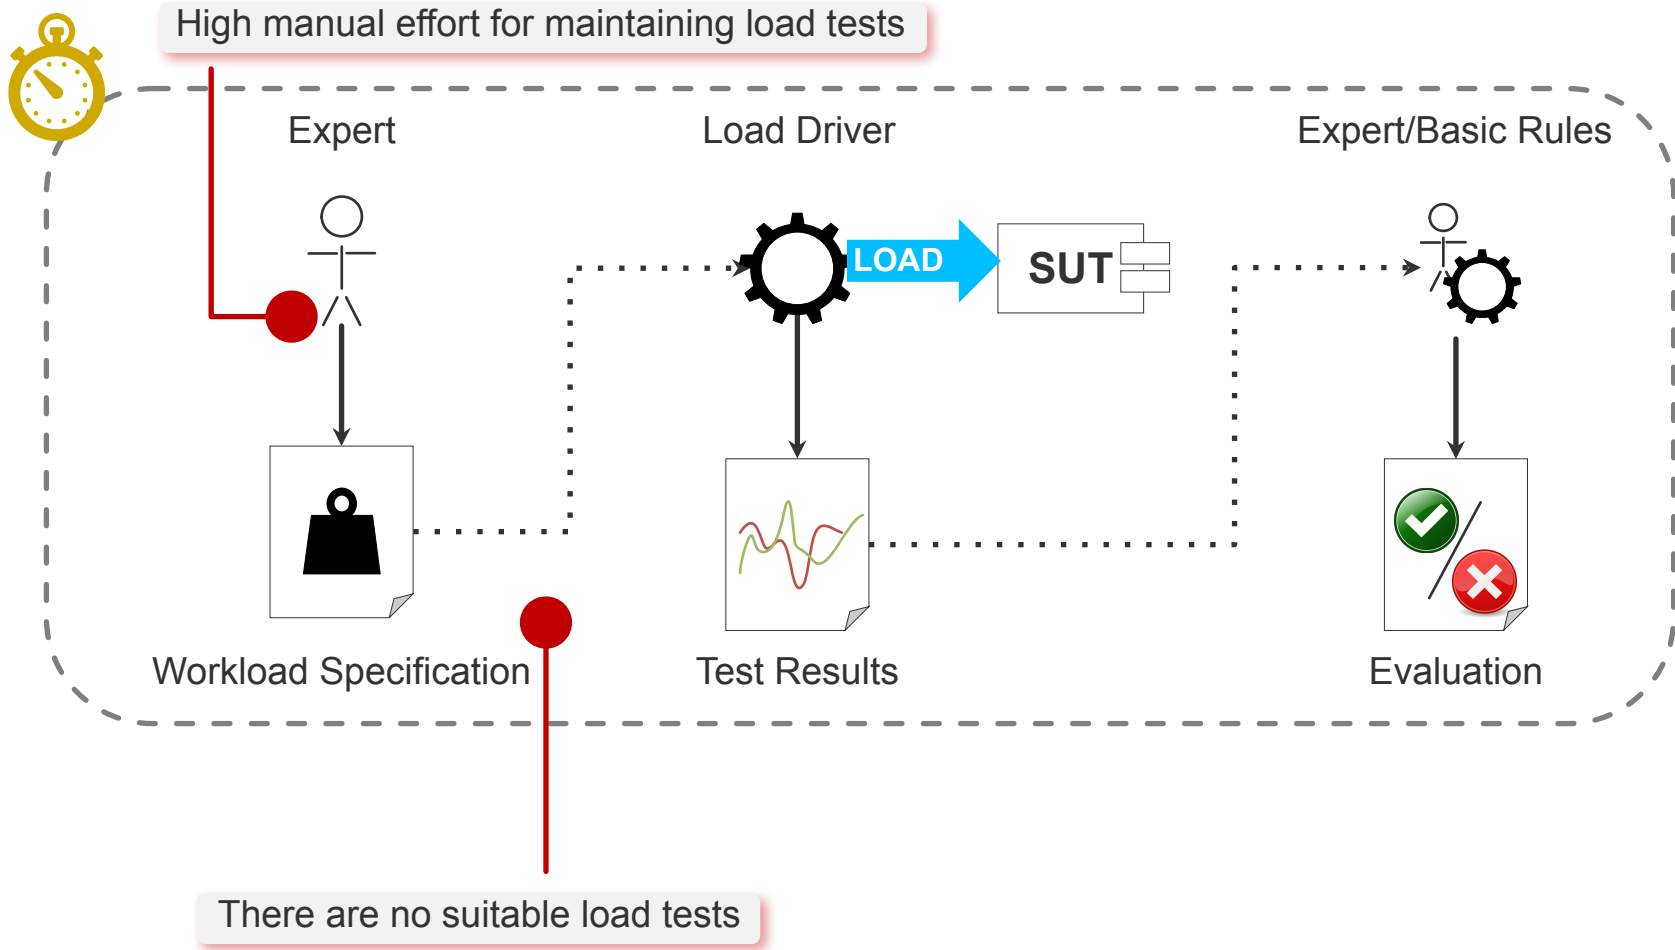 High manual effort for maintaining load tests
Expert
Load Driver
Expert/Basic Rules
LOAD
SUT
Workload Specification
Test Results
Evaluation
There are no suitable load tests